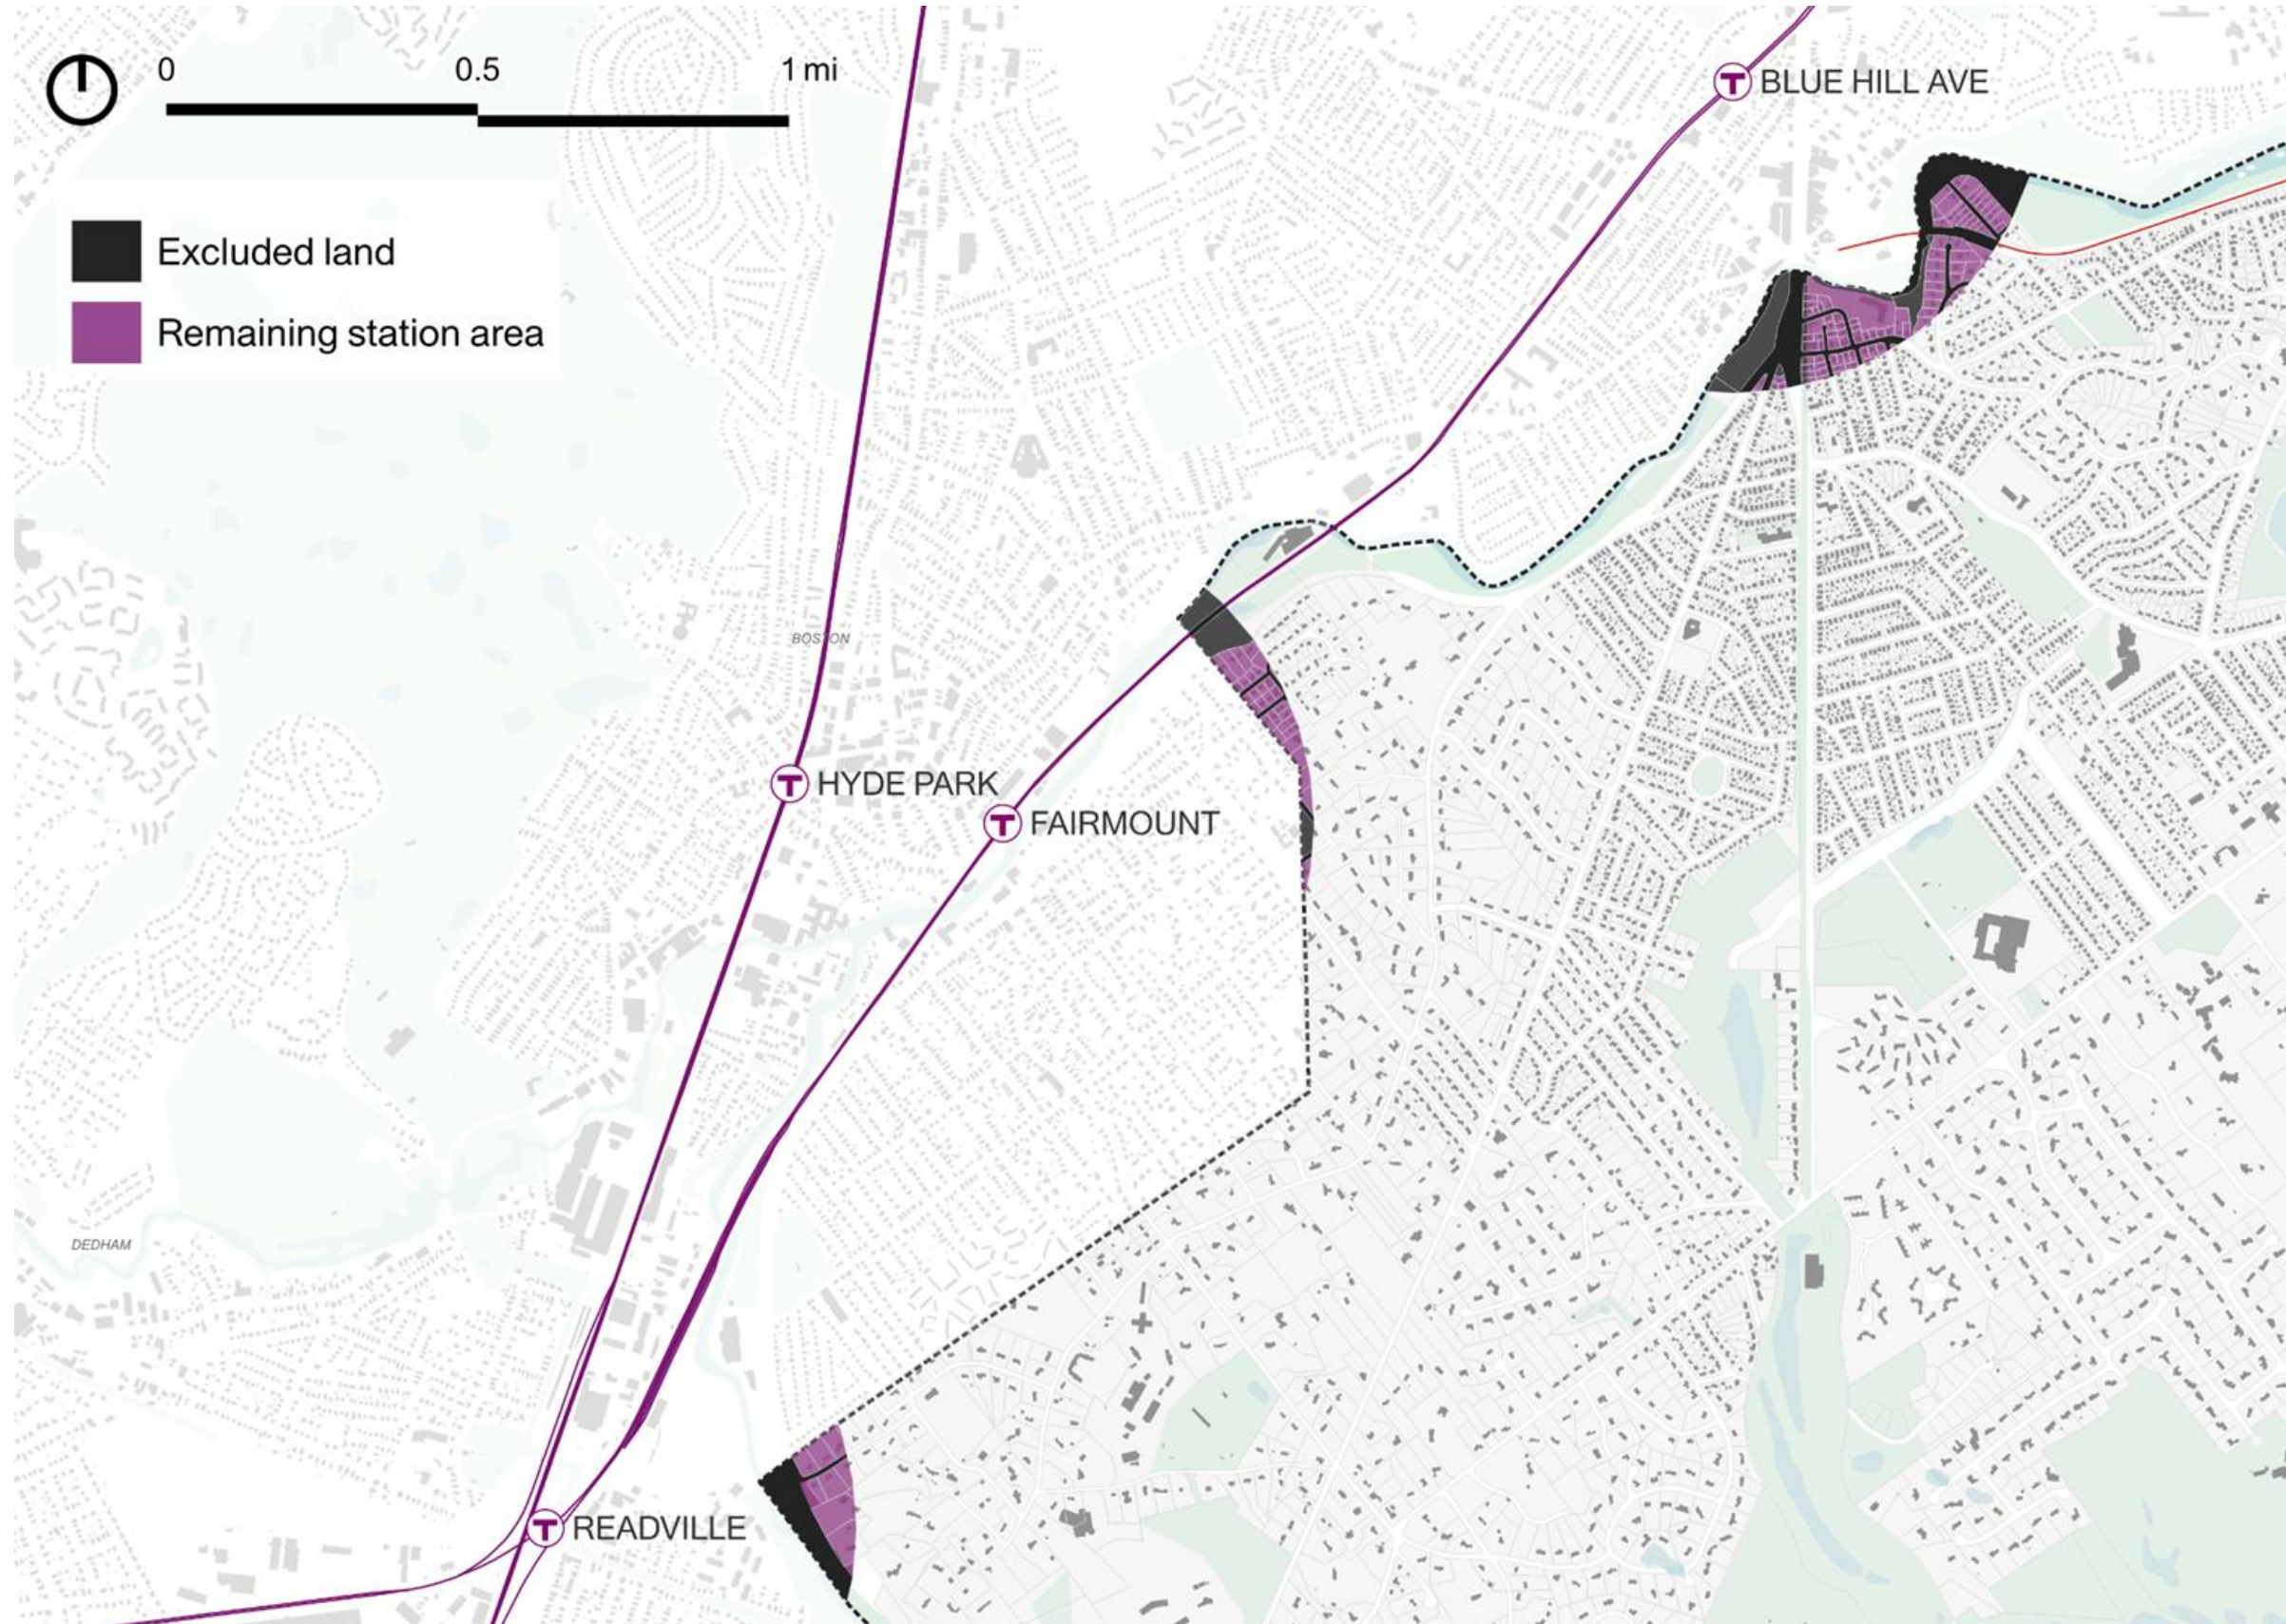 0 0.5 1 mi
BLUE HILL AVE
Excluded land
Remaining station area
BOSTON
HYDE PARK
FAIRMOUNT
DEDHAM
READVILLE
T
T
T
T